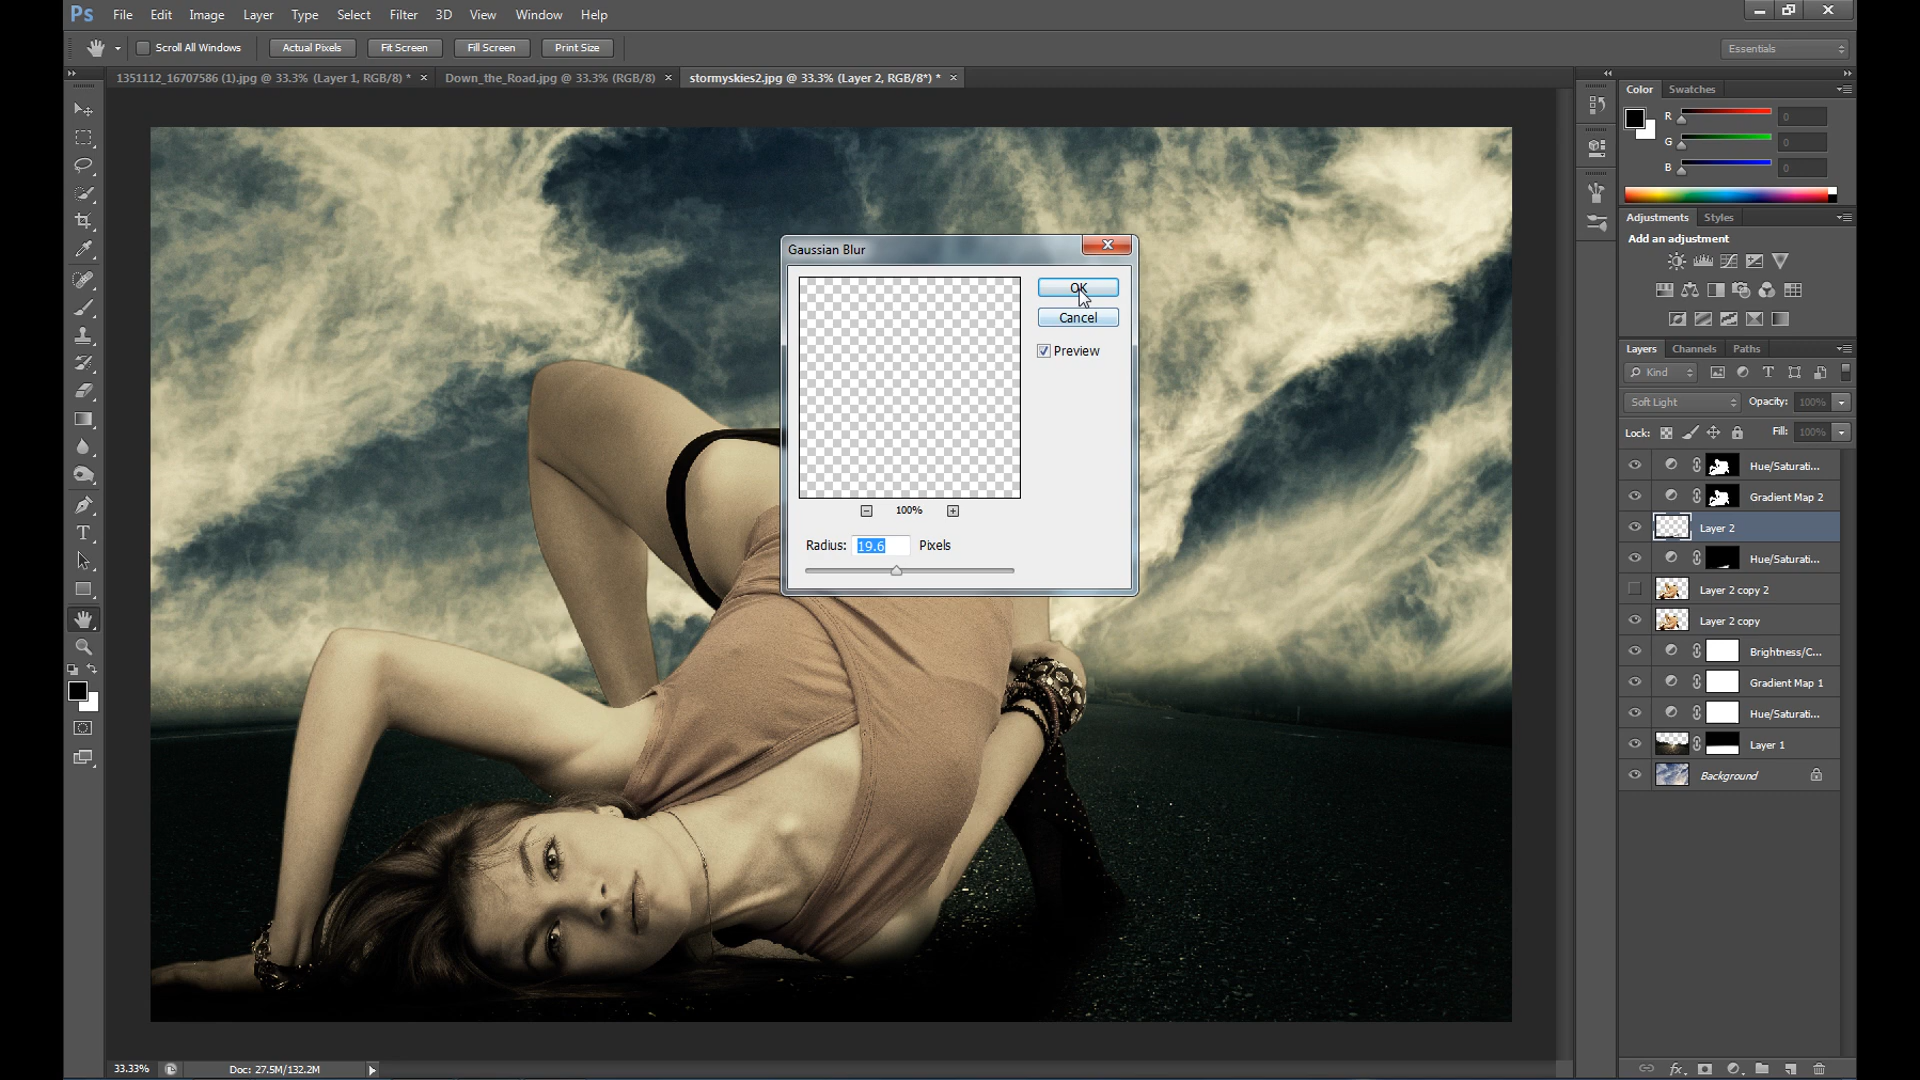 Ps File Edit Image Layer Type Select Filter 3D View Window Help
Scroll All Windows Actual Pixels Fit Screen Fill Screen Print Size Essentials
1351112_16707586 (1).jpg @ 33.3% (Layer 1, RGB/8) * × Down_the_Road.jpg @ 33.3% (RGB/8) × stormyskies2.jpg @ 33.3% (Layer 2, RGB/8*) * ×
Color Swatches
R 0
G 0
B 0
Adjustments Styles
Add an adjustment
Gaussian Blur
OK
Cancel
Preview
100%
Radius: 19.6 Pixels
Layers Channels Paths
Kind
Soft Light Opacity: 100%
Lock: Fill: 100%
Hue/Saturati...
Gradient Map 2
Layer 2
Hue/Saturati...
Layer 2 copy 2
Layer 2 copy
Brightness/C...
Gradient Map 1
Hue/Saturati...
Layer 1
Background
33.33% Doc: 27.5M/132.2M